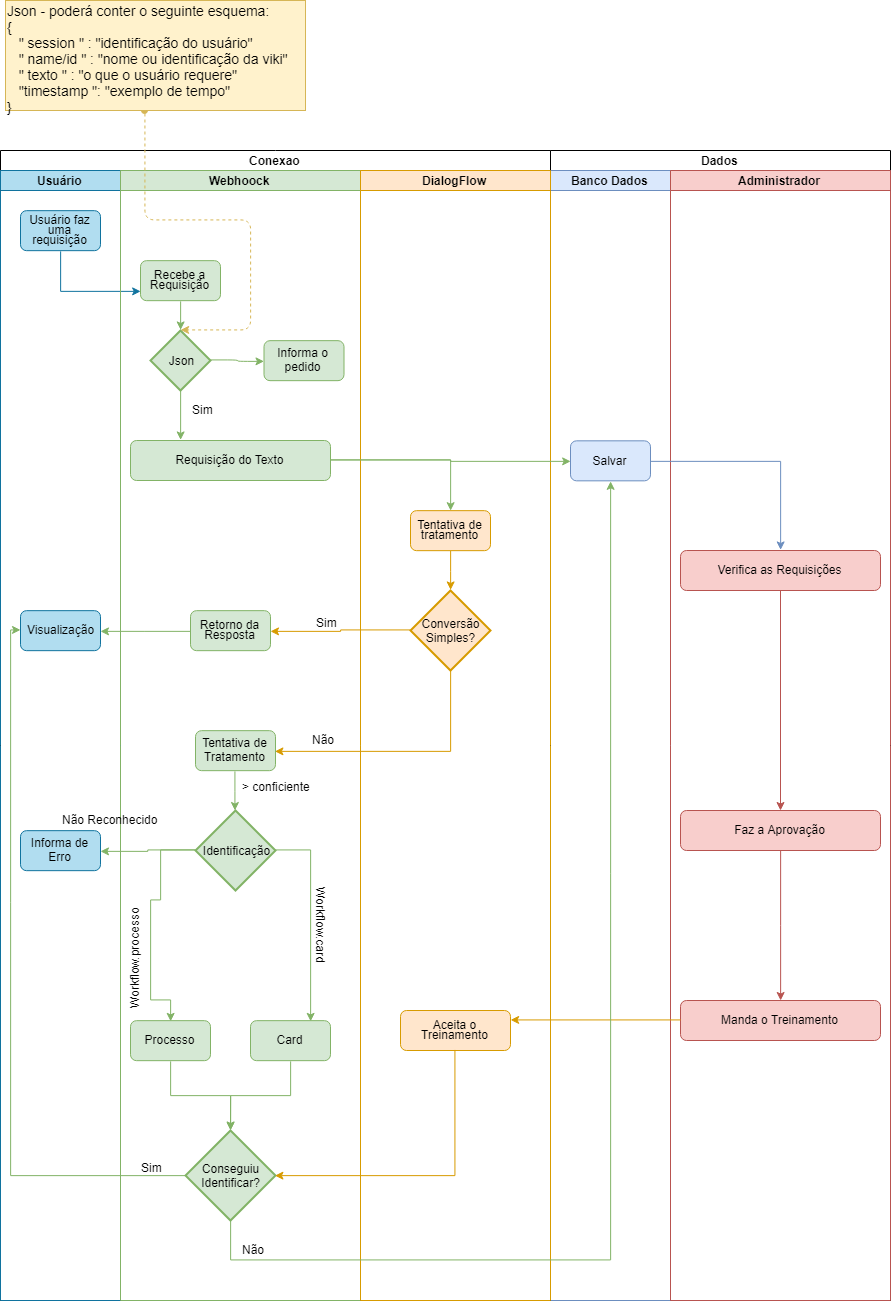 Json - poderá conter o seguinte esquema:
{
" session " : "identificação do usuário"
" name/id " : "nome ou identificação da viki"
" texto " : "o que o usuário requere"
"timestamp ": "exemplo de tempo"
}
Conexao
Dados
Usuário
Webhoock
DialogFlow
Banco Dados
Administrador
Usuário faz
uma
requisição
Recebe a
Requisição
Json
Informa o
pedido
Sim
Requisição do Texto
Salvar
Tentativa de
tratamento
Verifica as Requisições
Visualização
Retorno da
Resposta
Sim
Conversão
Simples?
Tentativa de
Tratamento
Não
> conficiente
Não Reconhecido
Informa de
Erro
Identificação
Faz a Aprovação
Workflow.processo
Workflow.card
Processo
Card
Aceita o
Treinamento
Manda o Treinamento
Sim
Conseguiu
Identificar?
Não